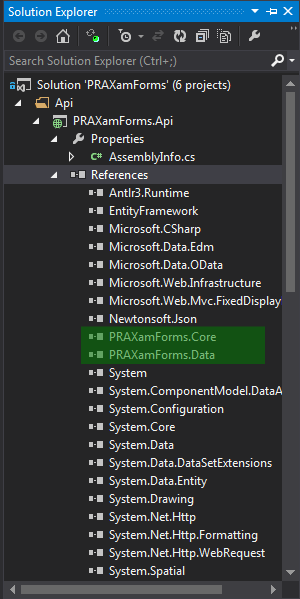 Solution Explorer
Search Solution Explorer (Ctrl+;)
Solution 'PRAXamForms' (6 projects)
Api
PRAXamForms.Api
Properties
C# AssemblyInfo.cs
References
Antlr3.Runtime
EntityFramework
Microsoft.CSharp
Microsoft.Data.Edm
Microsoft.Data.OData
Microsoft.Web.Infrastructure
Microsoft.Web.Mvc.FixedDisplay
Newtonsoft.Json
PRAXamForms.Core
PRAXamForms.Data
System
System.ComponentModel.DataA
System.Configuration
System.Core
System.Data
System.Data.DataSetExtensions
System.Data.Entity
System.Drawing
System.Net.Http
System.Net.Http.Formatting
System.Net.Http.WebRequest
System.Spatial